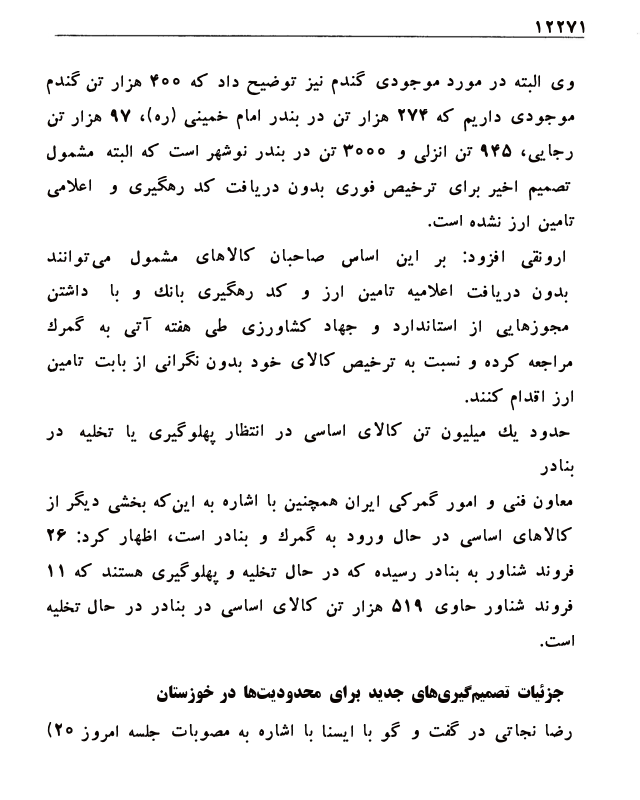 ۱۲۲۷۱
وی البته در مورد موجودی گندم نیز توضیح داد که ۴۰۰ هزار تن گندم
موجودی داریم که ۲۷۴ هزار تن در بندر امام خمینی (ره)، ۹۷ هزار تن
رجایی، ۹۴۵ تن انزلی و ۳۰۰۰ تن در بندر نوشهر است که البته مشمول
تصمیم اخیر برای ترخیص فوری بدون دریافت کد رهگیری و اعلامی
تامین ارز نشده است.
ارونقی افزود: بر این اساس صاحبان کالاهای مشمول می‌توانند
بدون دریافت اعلامیه تامین ارز و کد رهگیری بانك و با داشتن
مجوزهایی از استاندارد و جهاد کشاورزی طی هفته آتی به گمرك
مراجعه کرده و نسبت به ترخیص کالای خود بدون نگرانی از بابت تامین
ارز اقدام کنند.
حدود یك میلیون تن کالای اساسی در انتظار پهلوگیری یا تخلیه در
بنادر
معاون فنی و امور گمرکی ایران همچنین با اشاره به این‌که بخشی دیگر از
کالاهای اساسی در حال ورود به گمرك و بنادر است، اظهار کرد: ۲۶
فروند شناور به بنادر رسیده که در حال تخلیه و پهلوگیری هستند که ۱۱
فروند شناور حاوی ۵۱۹ هزار تن کالای اساسی در بنادر در حال تخلیه
است.
جزئیات تصمیم‌گیری‌های جدید برای محدودیت‌ها در خوزستان
رضا نجاتی در گفت و گو با ایسنا با اشاره به مصوبات جلسه امروز (۲۰